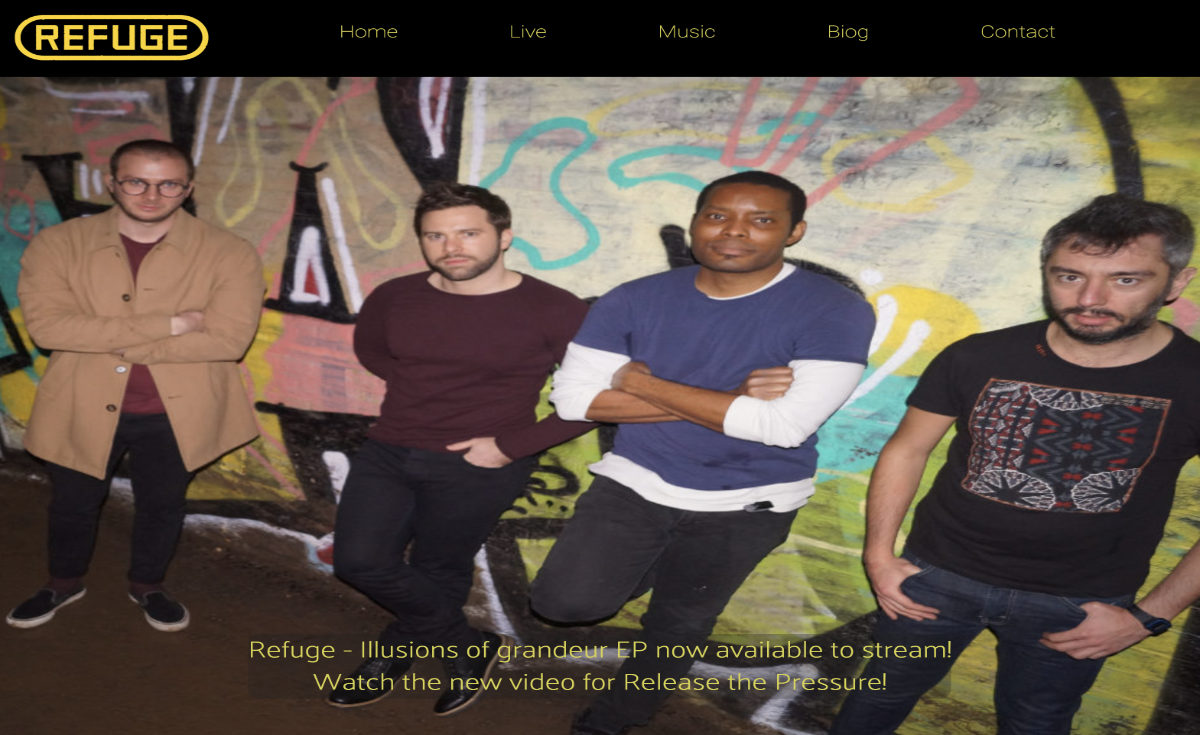 REFUGE
Home
Live
Music
Biog
Contact
Refuge - Illusions of grandeur EP now available to stream!
Watch the new video for Release the Pressure!